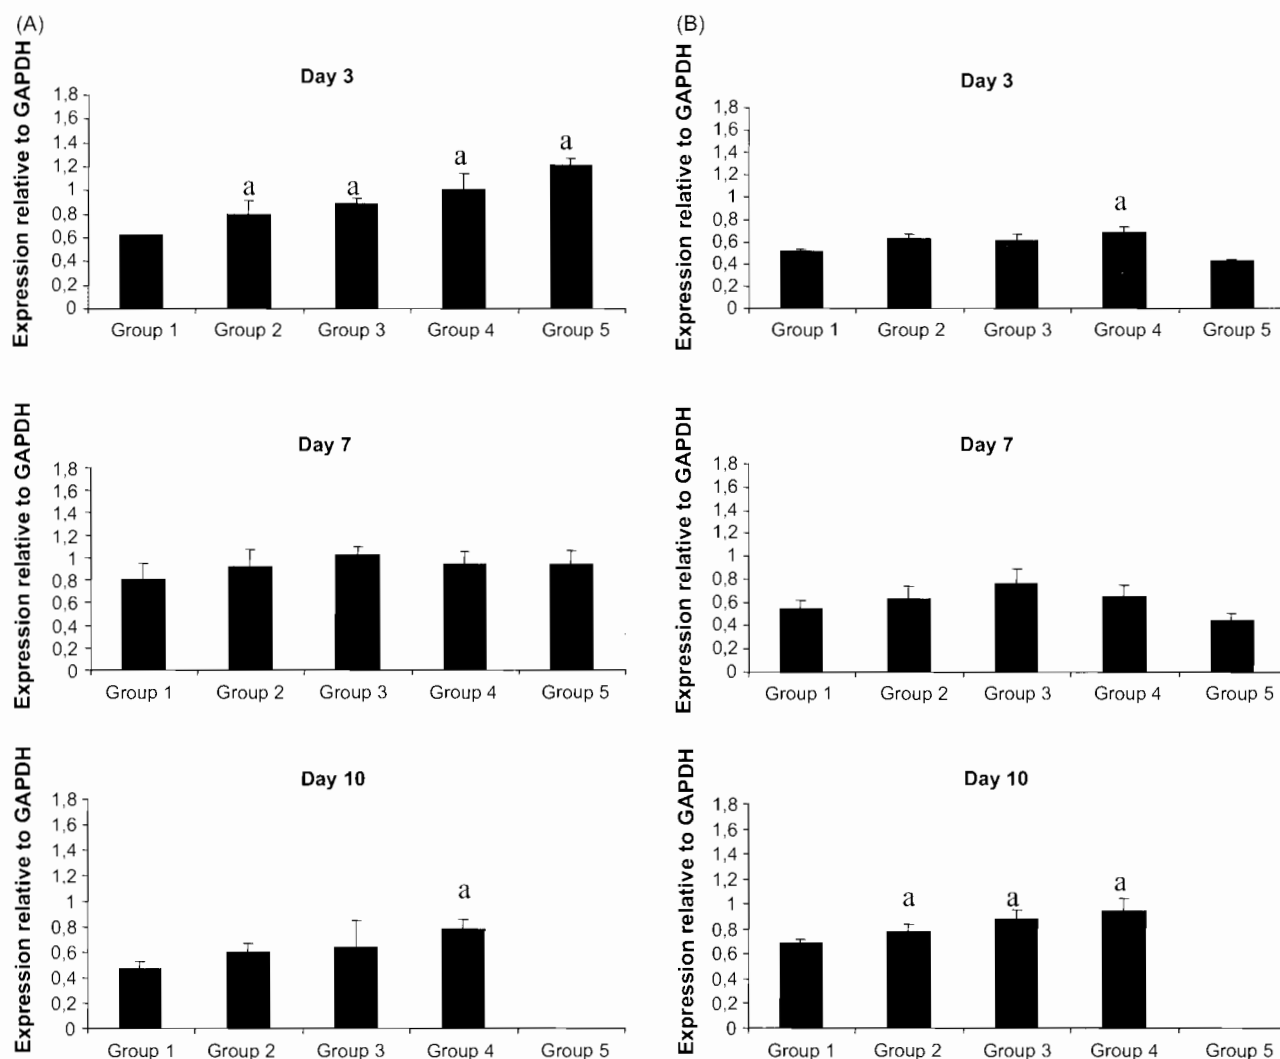 (A)
Expression relative to GAPDH
Day 3
1,8
1,6
1,4
1,2
1
0,8
0,6
0,4
0,2
0
a
a
a
a
Group 1
Group 2
Group 3
Group 4
Group 5
Expression relative to GAPDH
Day 7
1,8
1,6
1,4
1,2
1
0,8
0,6
0,4
0,2
0
Group 1
Group 2
Group 3
Group 4
Group 5
Expression relative to GAPDH
Day 10
1,8
1,6
1,4
1,2
1
0,8
0,6
0,4
0,2
0
a
Group 1
Group 2
Group 3
Group 4
Group 5
(B)
Expression relative to GAPDH
Day 3
1,8
1,6
1,4
1,2
1
0,8
0,6
0,4
0,2
0
a
Group 1
Group 2
Group 3
Group 4
Group 5
Expression relative to GAPDH
Day 7
1,8
1,6
1,4
1,2
1
0,8
0,6
0,4
0,2
0
Group 1
Group 2
Group 3
Group 4
Group 5
Expression relative to GAPDH
Day 10
1,8
1,6
1,4
1,2
1
0,8
0,6
0,4
0,2
0
a
a
a
Group 1
Group 2
Group 3
Group 4
Group 5